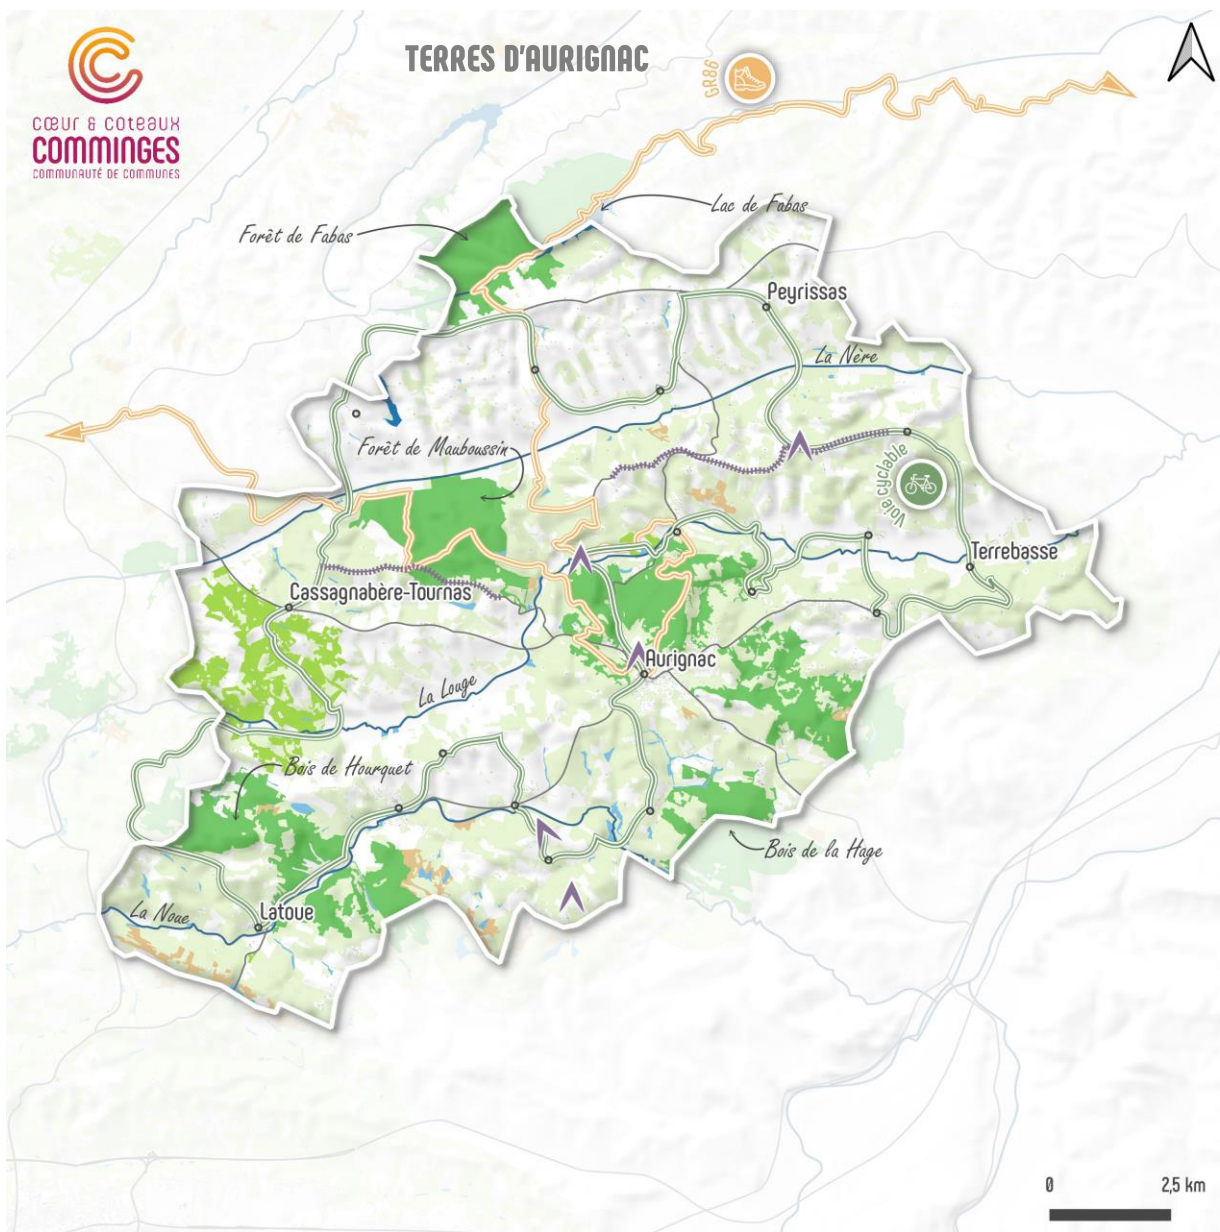 TERRES D'AURIGNAC
GR86
cœur & coteaux
COMMINGES
COMMUNAUTÉ DE COMMUNES
Lac de Fabas
Forêt de Fabas
Peyrissas
La Nère
Forêt de Mauboussin
Voie cyclable
Terrebasse
Cassagnabère-Tournas
Aurignac
La Louge
Bois de Hourquet
Bois de la Hage
La Noue
Latoue
0 2,5 km